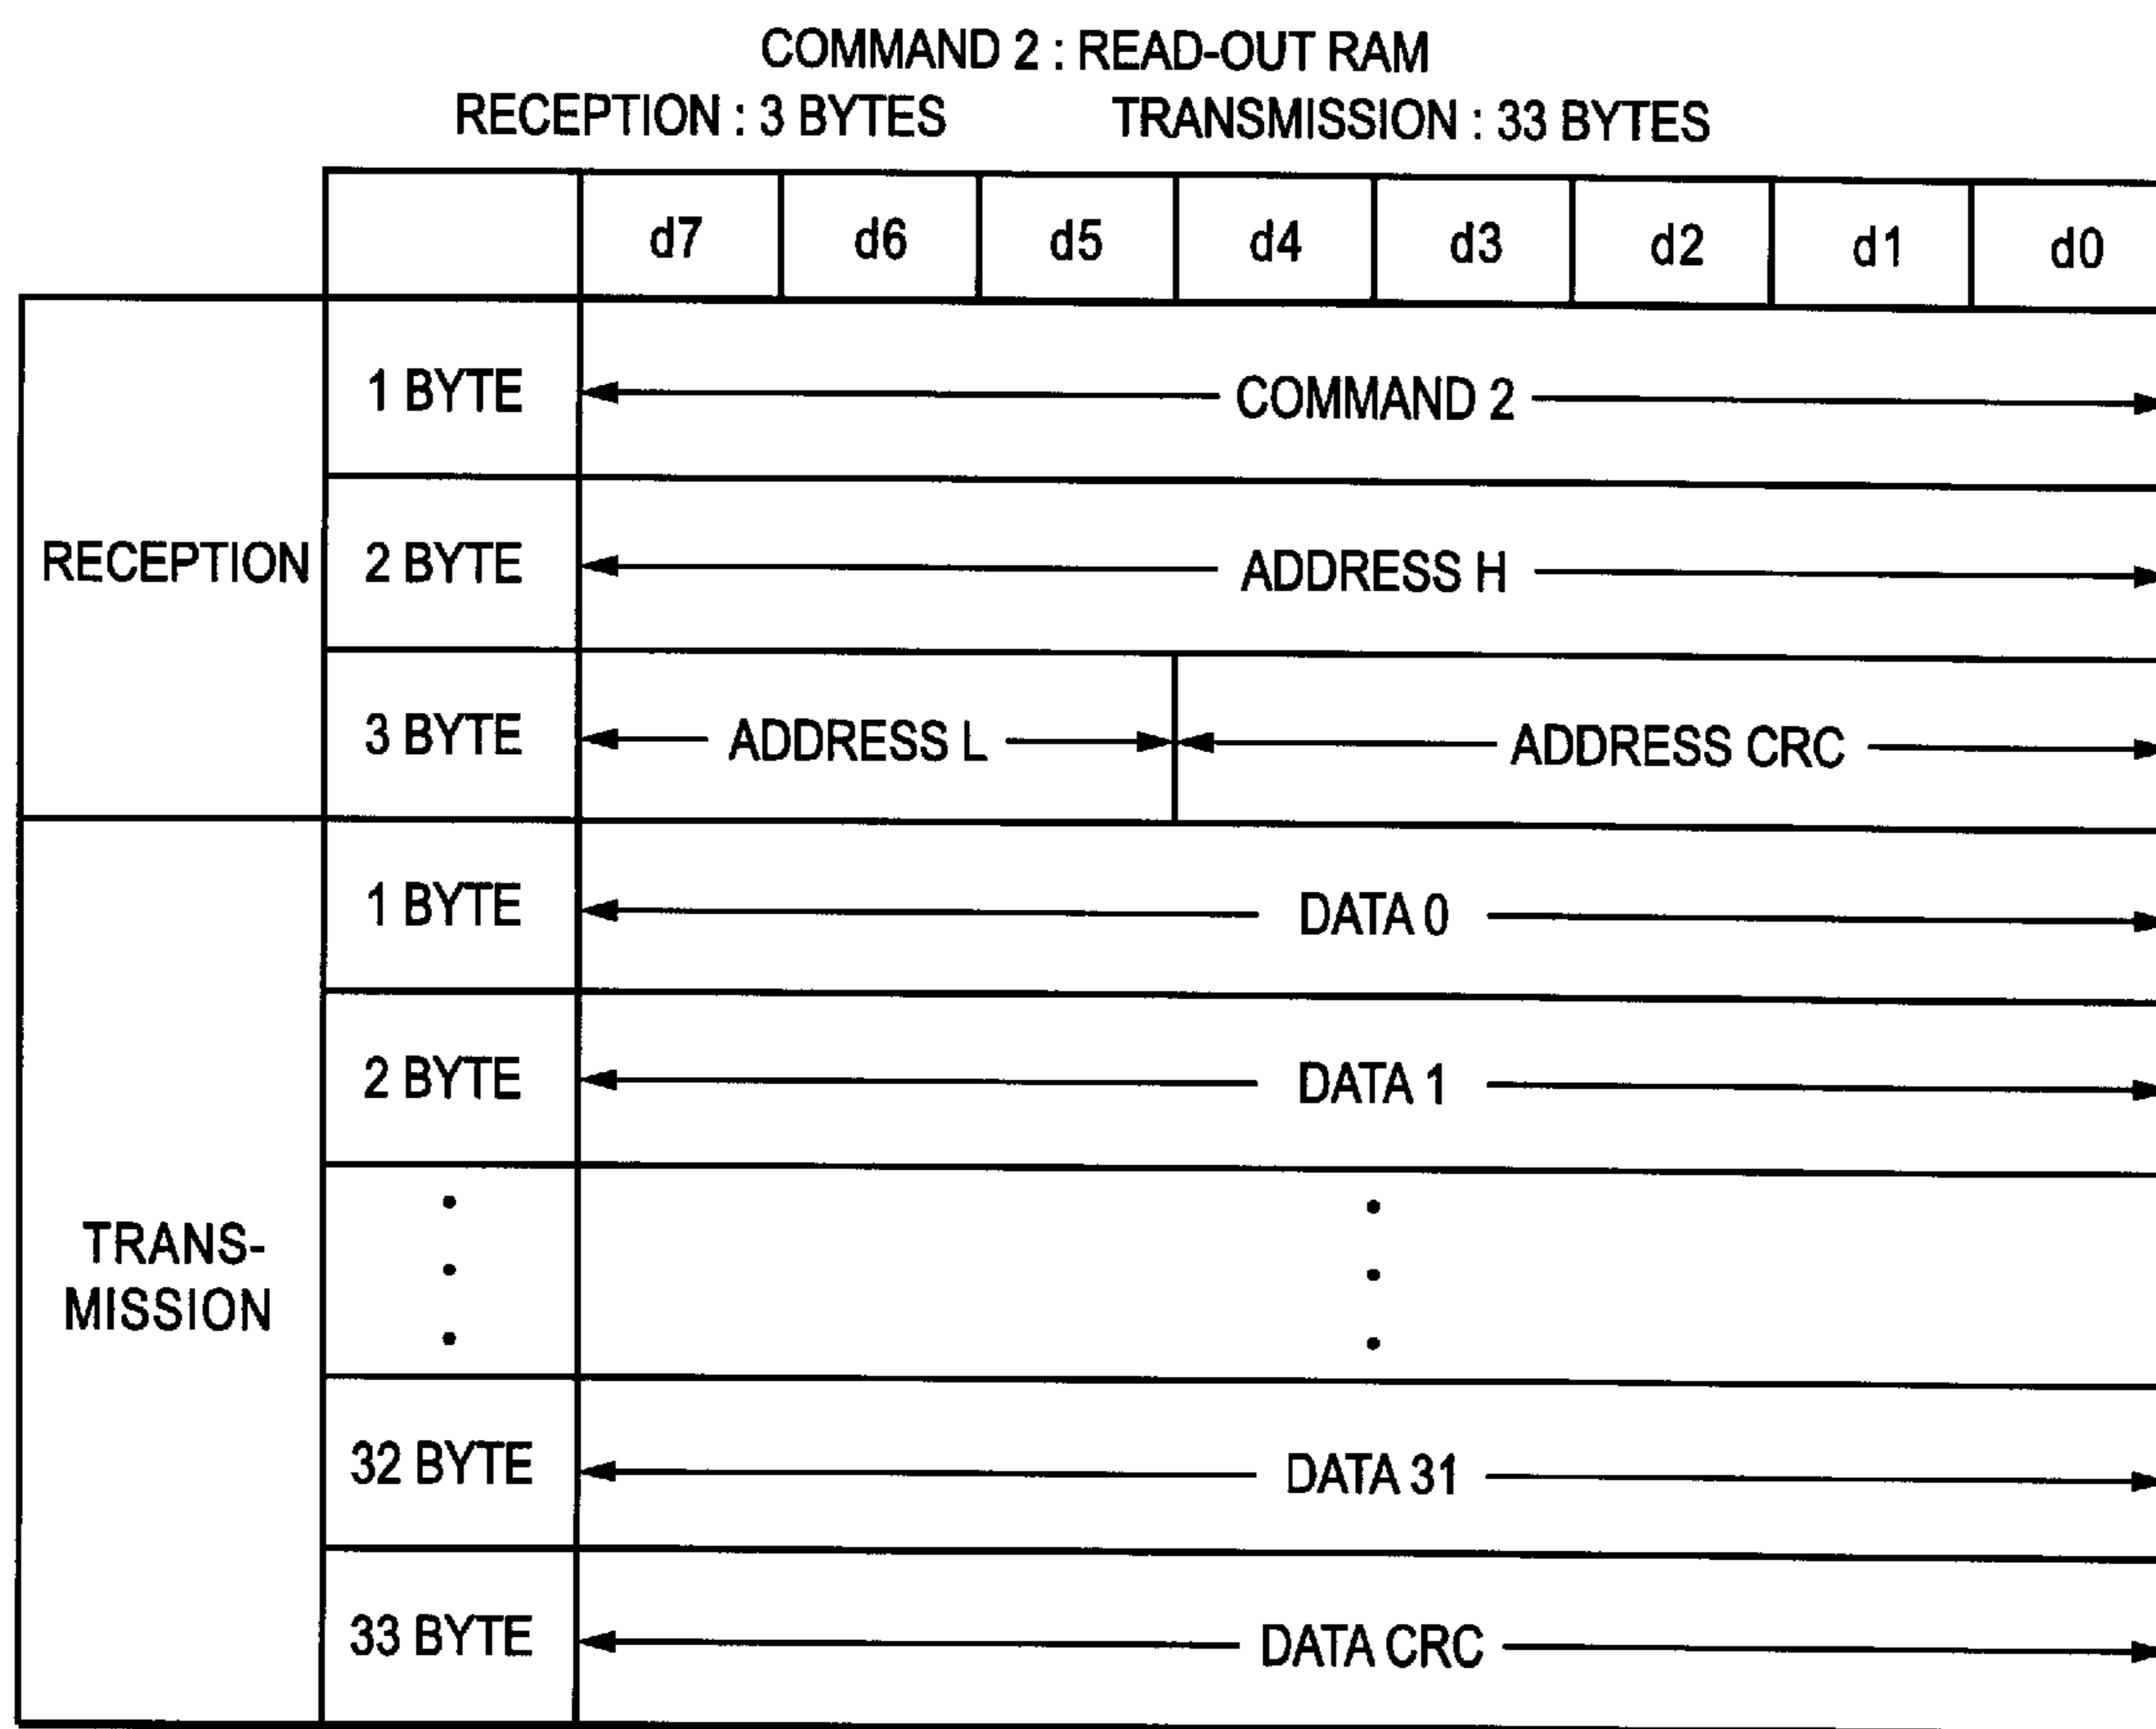 COMMAND 2 : READ-OUT RAM
RECEPTION : 3 BYTES TRANSMISSION : 33 BYTES
d7 d6 d5 d4 d3 d2 d1 d0
RECEPTION
1 BYTE COMMAND 2
2 BYTE ADDRESS H
3 BYTE ADDRESS L ADDRESS CRC
TRANS-
MISSION
1 BYTE DATA 0
2 BYTE DATA 1
32 BYTE DATA 31
33 BYTE DATA CRC